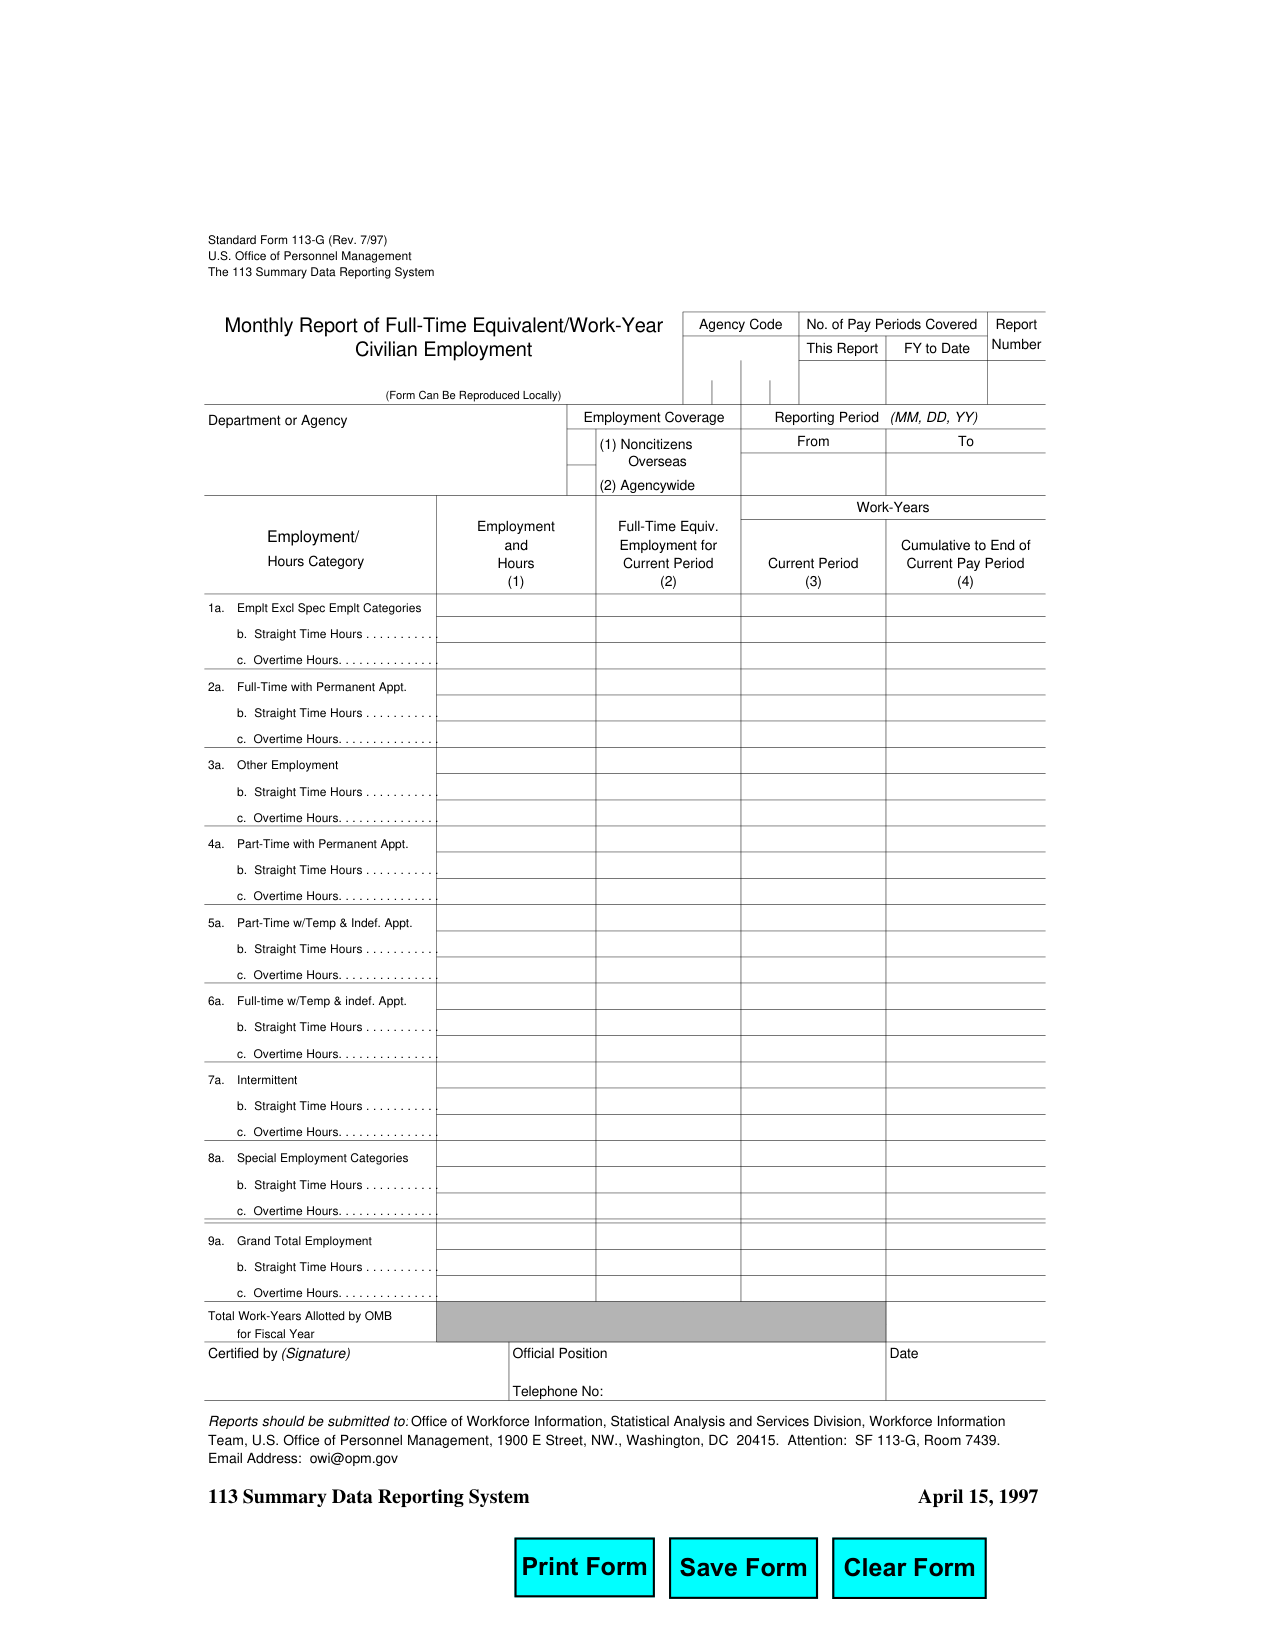 Standard Form 113-G (Rev. 7/97)
U.S. Office of Personnel Management
The 113 Summary Data Reporting System
Monthly Report of Full-Time Equivalent/Work-Year
Civilian Employment
(Form Can Be Reproduced Locally)
Agency Code
No. of Pay Periods Covered
This Report
FY to Date
Report
Number
Department or Agency
Employment Coverage
(1) Noncitizens
Overseas
(2) Agencywide
Reporting Period (MM, DD, YY)
From
To
Employment/
Hours Category
Employment
and
Hours
(1)
Full-Time Equiv.
Employment for
Current Period
(2)
Work-Years
Current Period
(3)
Cumulative to End of
Current Pay Period
(4)
1a. Emplt Excl Spec Emplt Categories
b. Straight Time Hours . . . . . . . . . . .
c. Overtime Hours. . . . . . . . . . . . . .
2a. Full-Time with Permanent Appt.
b. Straight Time Hours . . . . . . . . . . .
c. Overtime Hours. . . . . . . . . . . . . .
3a. Other Employment
b. Straight Time Hours . . . . . . . . . . .
c. Overtime Hours. . . . . . . . . . . . . .
4a. Part-Time with Permanent Appt.
b. Straight Time Hours . . . . . . . . . . .
c. Overtime Hours. . . . . . . . . . . . . .
5a. Part-Time w/Temp & Indef. Appt.
b. Straight Time Hours . . . . . . . . . . .
c. Overtime Hours. . . . . . . . . . . . . .
6a. Full-time w/Temp & indef. Appt.
b. Straight Time Hours . . . . . . . . . . .
c. Overtime Hours. . . . . . . . . . . . . .
7a. Intermittent
b. Straight Time Hours . . . . . . . . . . .
c. Overtime Hours. . . . . . . . . . . . . .
8a. Special Employment Categories
b. Straight Time Hours . . . . . . . . . . .
c. Overtime Hours. . . . . . . . . . . . . .
9a. Grand Total Employment
b. Straight Time Hours . . . . . . . . . . .
c. Overtime Hours. . . . . . . . . . . . . .
Total Work-Years Allotted by OMB
for Fiscal Year
Certified by (Signature)
Official Position
Telephone No:
Date
Reports should be submitted to: Office of Workforce Information, Statistical Analysis and Services Division, Workforce Information
Team, U.S. Office of Personnel Management, 1900 E Street, NW., Washington, DC 20415. Attention: SF 113-G, Room 7439.
Email Address: owi@opm.gov
113 Summary Data Reporting System
April 15, 1997
Print Form
Save Form
Clear Form